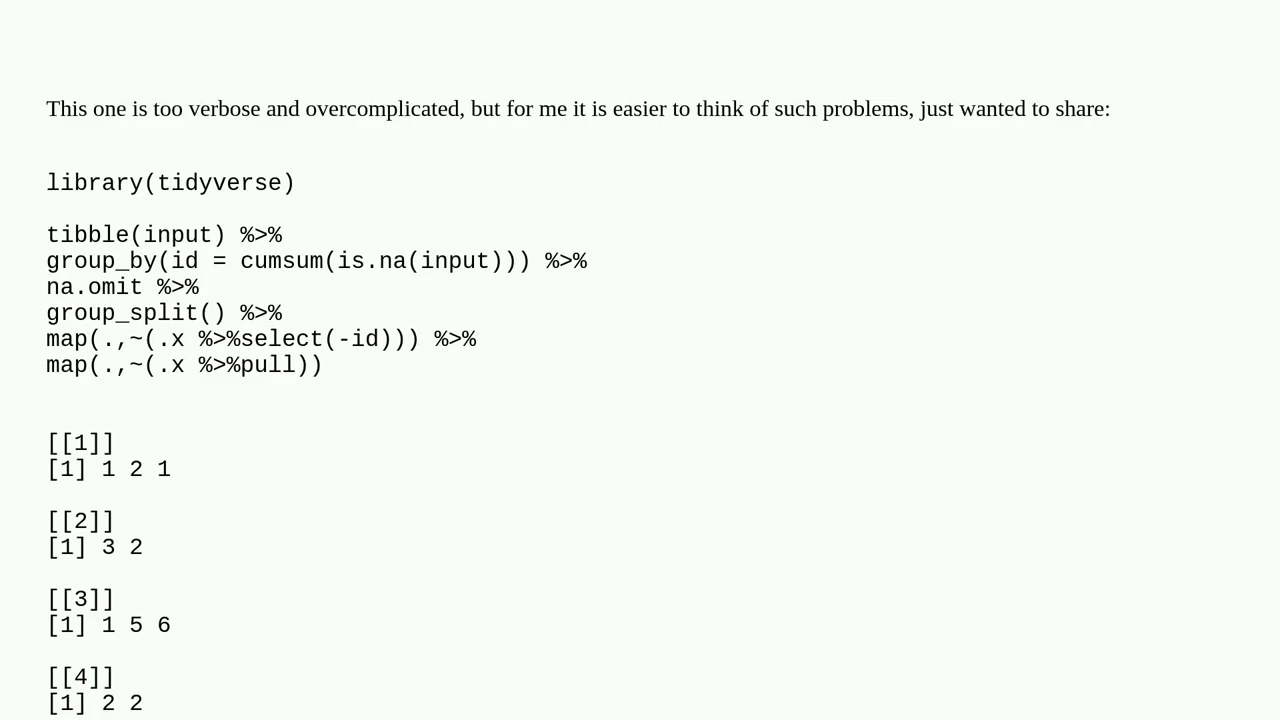 This one is too verbose and overcomplicated, but for me it is easier to think of such problems, just wanted to share:
library(tidyverse)
tibble(input) %>%
group_by(id = cumsum(is.na(input))) %>%
na.omit %>%
group_split() %>%
map(.,~(.x %>%select(-id))) %>%
map(.,~(.x %>%pull))
[[1]]
[1] 1 2 1
[[2]]
[1] 3 2
[[3]]
[1] 1 5 6
[[4]]
[1] 2 2